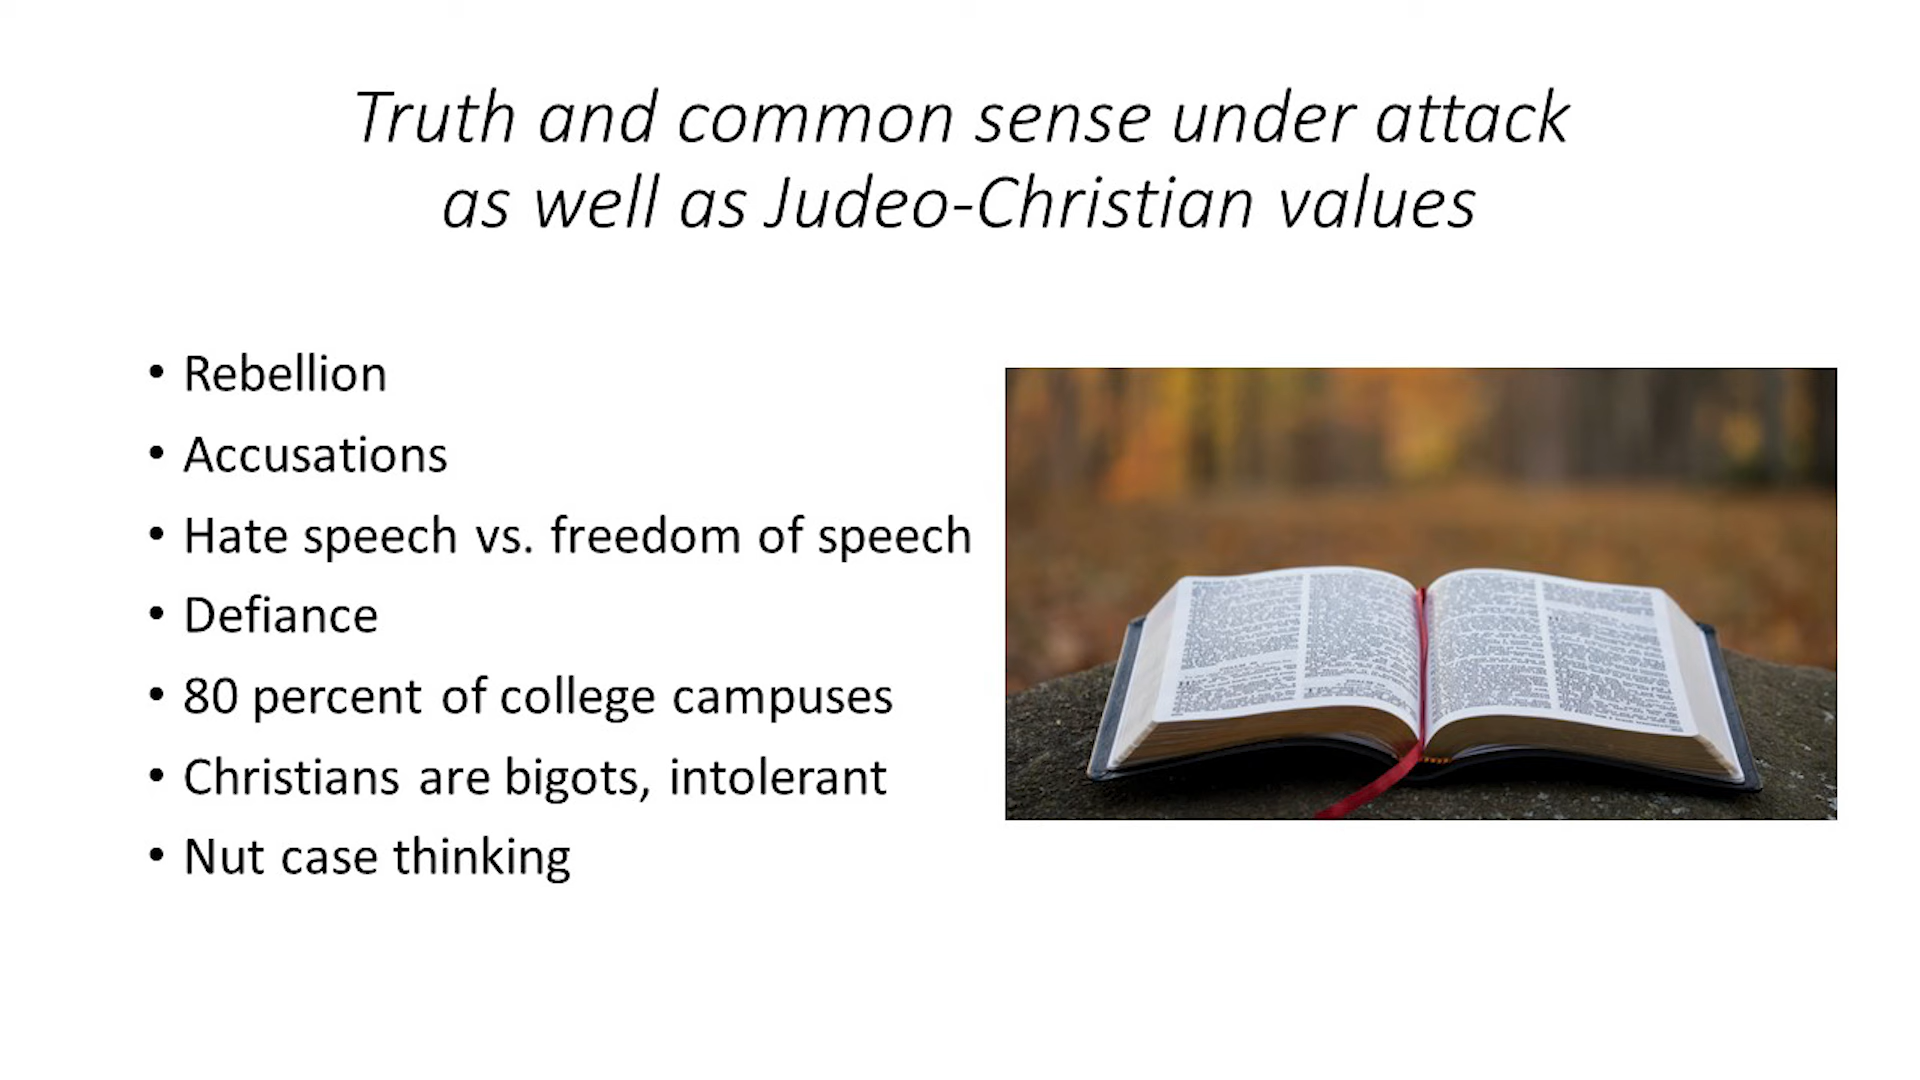 Truth and common sense under attack
as well as Judeo-Christian values
• Rebellion
• Accusations
• Hate speech vs. freedom of speech
• Defiance
• 80 percent of college campuses
• Christians are bigots, intolerant
• Nut case thinking